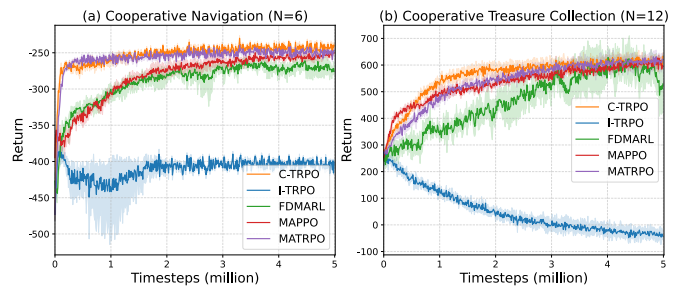 (a) Cooperative Navigation (N=6)
-250
-300
-350
-400
-450
-500
Return
0 1 2 3 4 5
Timesteps (million)
C-TRPO
I-TRPO
FDMARL
MAPPO
MATRPO
(b) Cooperative Treasure Collection (N=12)
700
600
500
400
300
200
100
0
-100
Return
0 1 2 3 4 5
Timesteps (million)
C-TRPO
I-TRPO
FDMARL
MAPPO
MATRPO